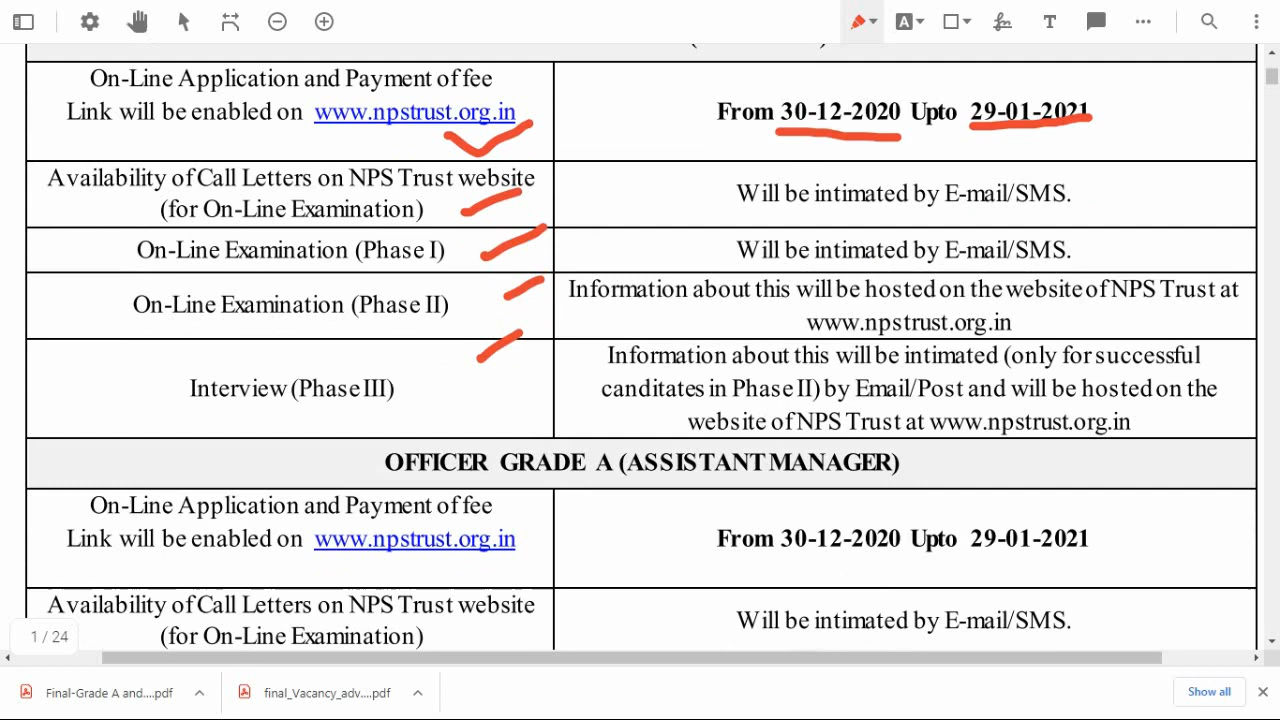 On-Line Application and Payment of fee
Link will be enabled on www.npstrust.org.in
From 30-12-2020 Upto 29-01-2021
Availability of Call Letters on NPS Trust website
(for On-Line Examination)
Will be intimated by E-mail/SMS.
On-Line Examination (Phase I)
Will be intimated by E-mail/SMS.
On-Line Examination (Phase II)
Information about this will be hosted on the website of NPS Trust at
www.npstrust.org.in
Interview (Phase III)
Information about this will be intimated (only for successful
canditates in Phase II) by Email/Post and will be hosted on the
website of NPS Trust at www.npstrust.org.in
OFFICER GRADE A (ASSISTANT MANAGER)
On-Line Application and Payment of fee
Link will be enabled on www.npstrust.org.in
From 30-12-2020 Upto 29-01-2021
Availability of Call Letters on NPS Trust website
(for On-Line Examination)
Will be intimated by E-mail/SMS.
1 / 24
Final-Grade A and....pdf
final_Vacancy_adv....pdf
Show all